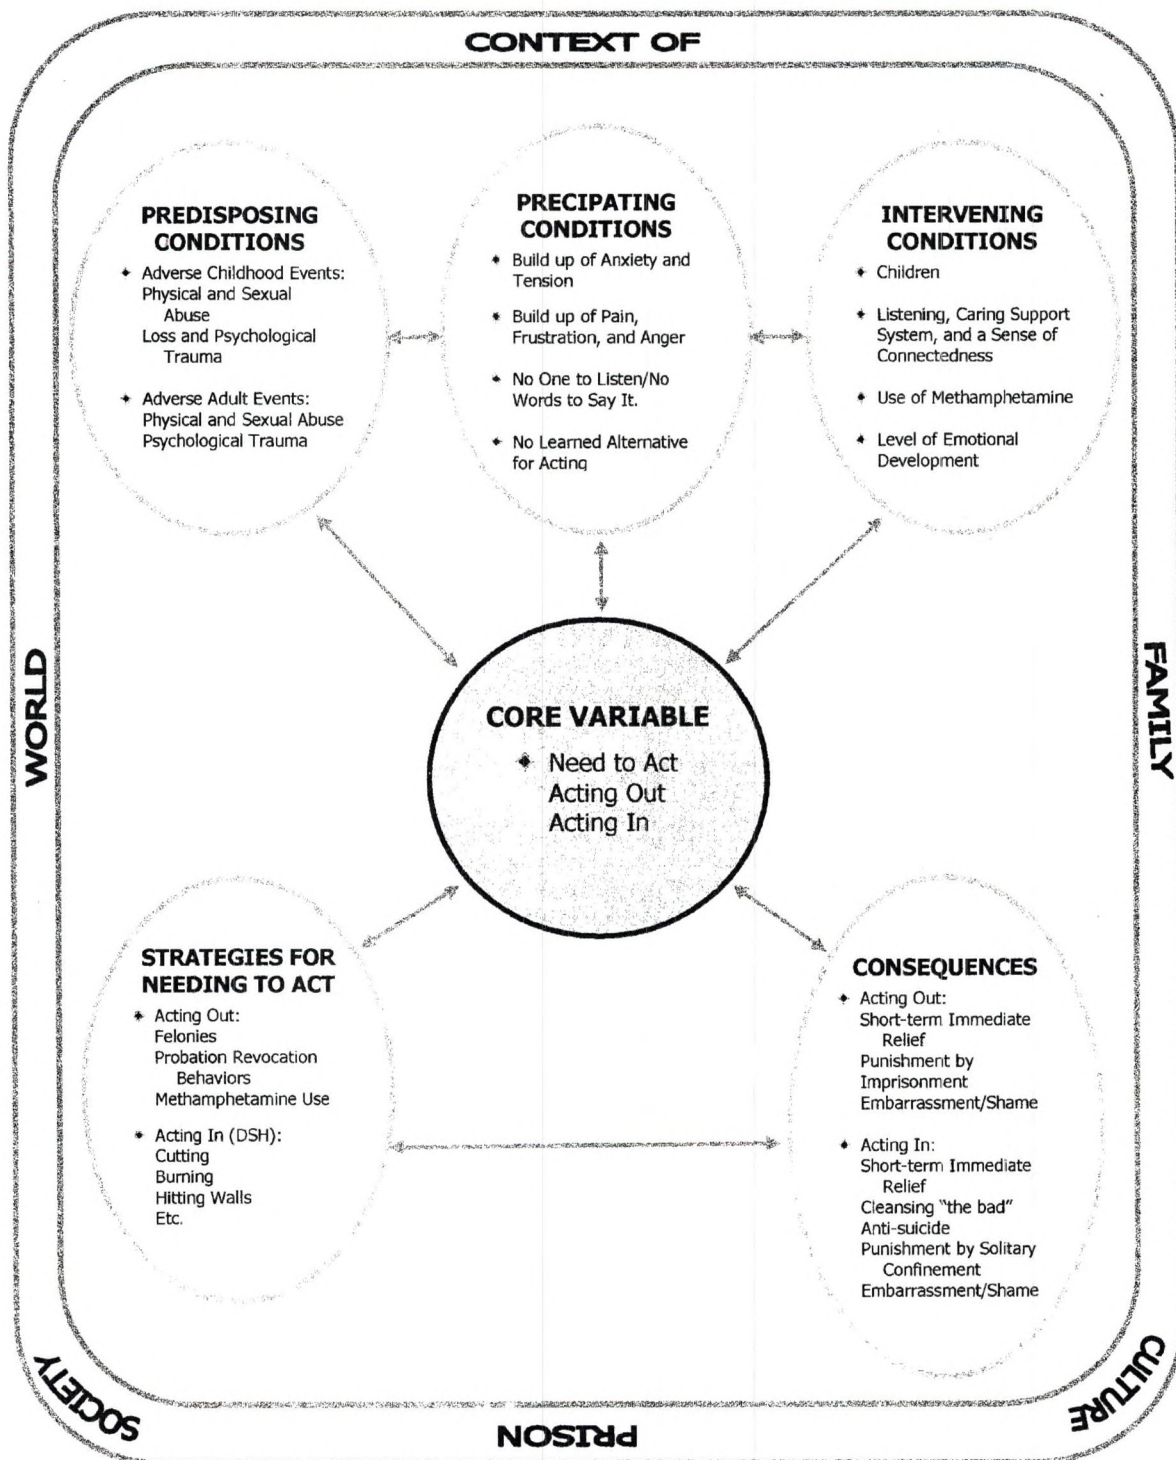 CONTEXT OF
PREDISPOSING
CONDITIONS
✦ Adverse Childhood Events:
Physical and Sexual
Abuse
Loss and Psychological
Trauma
✦ Adverse Adult Events:
Physical and Sexual Abuse
Psychological Trauma
PRECIPATING
CONDITIONS
✦ Build up of Anxiety and
Tension
✦ Build up of Pain,
Frustration, and Anger
✦ No One to Listen/No
Words to Say It.
✦ No Learned Alternative
for Acting
INTERVENING
CONDITIONS
✦ Children
✦ Listening, Caring Support
System, and a Sense of
Connectedness
✦ Use of Methamphetamine
✦ Level of Emotional
Development
WORLD
CORE VARIABLE
✦ Need to Act
Acting Out
Acting In
FAMILY
STRATEGIES FOR
NEEDING TO ACT
✦ Acting Out:
Felonies
Probation Revocation
Behaviors
Methamphetamine Use
✦ Acting In (DSH):
Cutting
Burning
Hitting Walls
Etc.
CONSEQUENCES
✦ Acting Out:
Short-term Immediate
Relief
Punishment by
Imprisonment
Embarrassment/Shame
✦ Acting In:
Short-term Immediate
Relief
Cleansing "the bad"
Anti-suicide
Punishment by Solitary
Confinement
Embarrassment/Shame
SOCIETY
PRISON
CULTURE